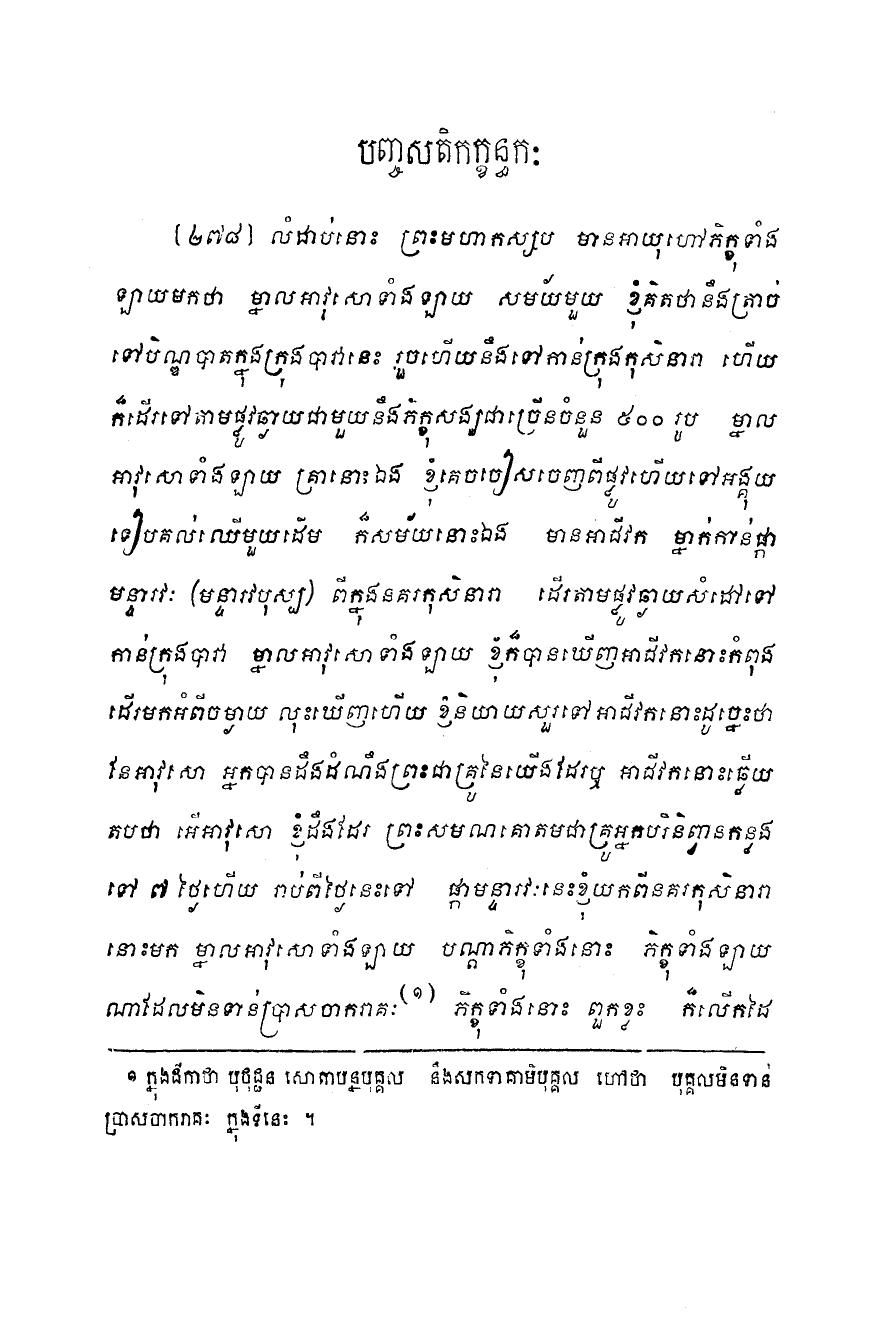 បញ្ចសតិកក្ខន្ធកៈ
(២៧៨) លំដាប់នោះ ព្រះមហាកស្សប មានអាយុហៅភិក្ខុទាំង
ឡាយមកថា ម្នាលអាវុសោទាំងឡាយ សមយ័មួយ ខ្ញុំគិតថានឹងត្រាច់
ទៅបិណ្ឌបាតក្នុងក្រុងបាវានេះ រួចហើយនឹងទៅកាន់ក្រុងកុសិនារា ហើយ
ក៏ដើរទៅតាមផ្លូវឆ្ងាយជាមួយនឹងភិក្ខុសង្ឃជាច្រើនចំនួន ៥០០ រូប ម្នាល
អាវុសោទាំងឡាយ គ្រានោះឯង ខ្ញុំគេចចៀសចេញពីផ្លូវហើយទៅអង្គុយ
ទៀបគល់ឈើមួយដើម ក៏សម័យនោះឯង មានអាជីវក ម្នាក់កាន់ផ្កា
មន្ទារវៈ (មន្ទារវបុស្ប) ពីក្នុងនគរកុសិនារា ដើរតាមផ្លូវឆ្ងាយសំដៅទៅ
កាន់ក្រុងបាវា ម្នាលអាវុសោទាំងឡាយ ខ្ញុំក៏បានឃើញអាជីវកនោះកំពុង
ដើរមកអំពីចម្ងាយ លុះឃើញហើយ ខ្ញុំនិយាយសួរទៅអាជីវកនោះដូច្នេះថា
នែអាវុសោ អ្នកបានដឹងដំណឹងព្រះជាគ្រូនៃយើងដែរឬ អាជីវកនោះឆ្លើយ
តបថា អើអាវុសោ ខ្ញុំដឹងដែរ ព្រះសមណគោតមជាគ្រូអ្នកបរិនិព្វានកន្លង
ទៅ ៧ ថ្ងៃហើយ រាប់ពីថ្ងៃនេះទៅ ផ្កាមន្ទារវៈនេះខ្ញុំយកពីនគរកុសិនារា
នោះមក ម្នាលអាវុសោទាំងឡាយ បណ្តាភិក្ខុទាំងនោះ ភិក្ខុទាំងឡាយ
ណាដែលមិនទាន់ប្រាសចាករាគៈ(១) ភិក្ខុទាំងនោះ ពួកខ្លះ ក៏លើកដៃ
១ ក្នុងដីកាថា បុថុជ្ជន សោតាបន្នបុគ្គល នឹងសកទាគាមិបុគ្គល ហៅថា បុគ្គលមិនទាន់
ប្រាសចាករាគៈ ក្នុងទីនេះ ។